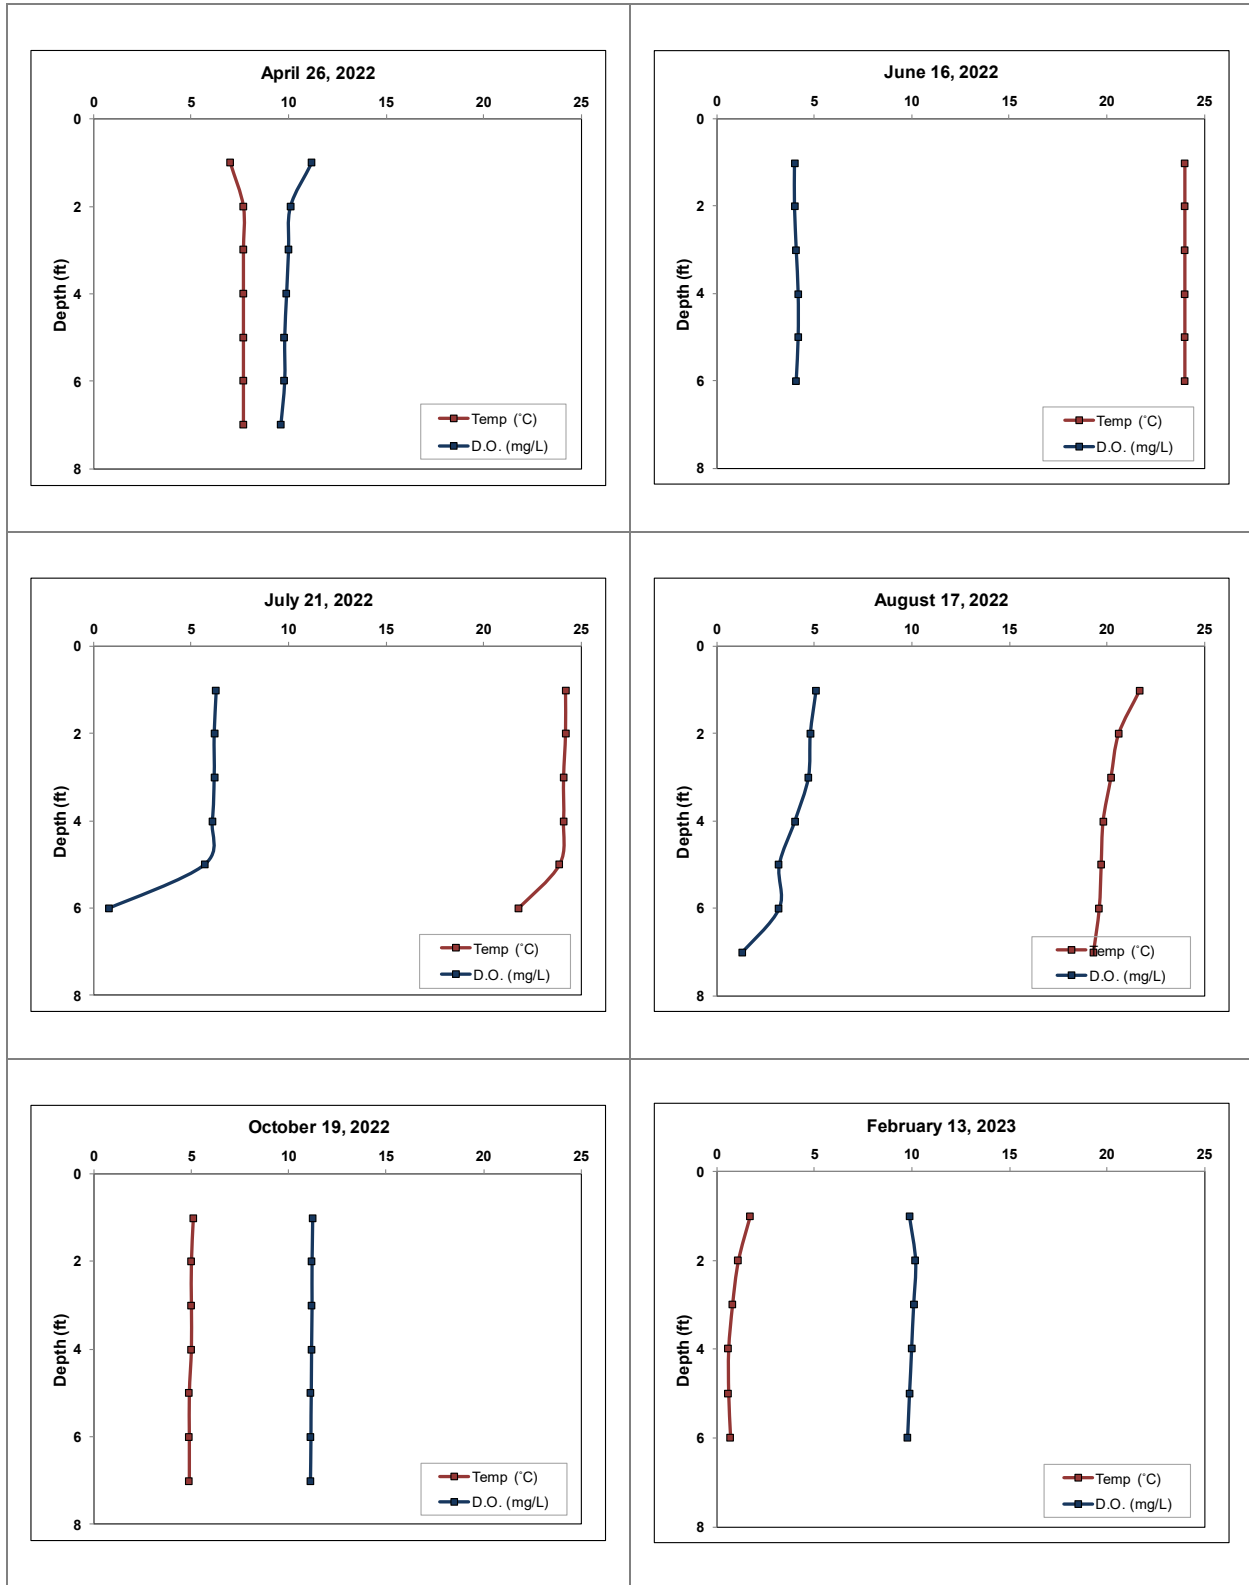 April 26, 2022
0 5 10 15 20 25
0
2
4
6
8
Depth (ft)
Temp (˚C)
D.O. (mg/L)
June 16, 2022
0 5 10 15 20 25
0
2
4
6
8
Depth (ft)
Temp (˚C)
D.O. (mg/L)
July 21, 2022
0 5 10 15 20 25
0
2
4
6
8
Depth (ft)
Temp (˚C)
D.O. (mg/L)
August 17, 2022
0 5 10 15 20 25
0
2
4
6
8
Depth (ft)
Temp (˚C)
D.O. (mg/L)
October 19, 2022
0 5 10 15 20 25
0
2
4
6
8
Depth (ft)
Temp (˚C)
D.O. (mg/L)
February 13, 2023
0 5 10 15 20 25
0
2
4
6
8
Depth (ft)
Temp (˚C)
D.O. (mg/L)